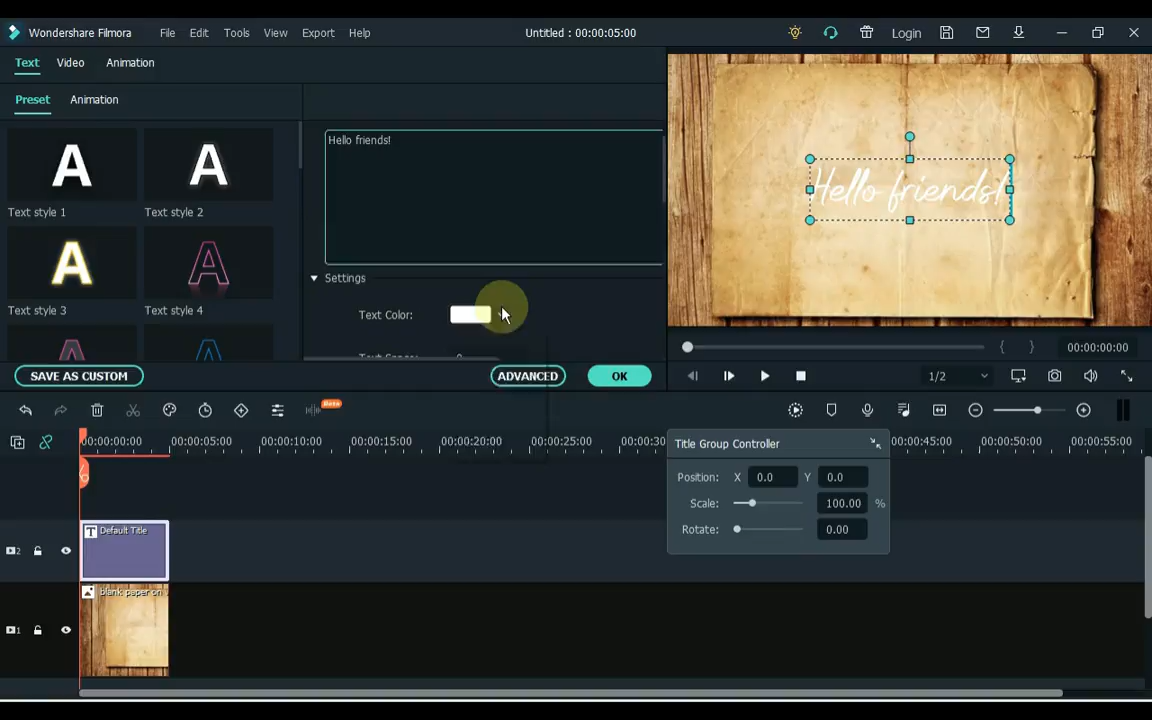 Wondershare Filmora
File Edit Tools View Export Help
Untitled : 00:00:05:00
Login
Text Video Animation
Preset Animation
A
A
Text style 1
Text style 2
A
A
Text style 3
Text style 4
Hello friends!
Settings
Text Color:
SAVE AS CUSTOM
ADVANCED
OK
Hello friends!
{ } 00:00:00:00
1/2
Beta
00:00:00:00 00:00:05:00 00:00:10:00 00:00:15:00 00:00:20:00 00:00:25:00 00:00:30 00:00:45:00 00:00:50:00 00:00:55:00
Title Group Controller
Position: X 0.0 Y 0.0
Scale: 100.00 %
Rotate: 0.00
2
T Default Title
1
blank paper on